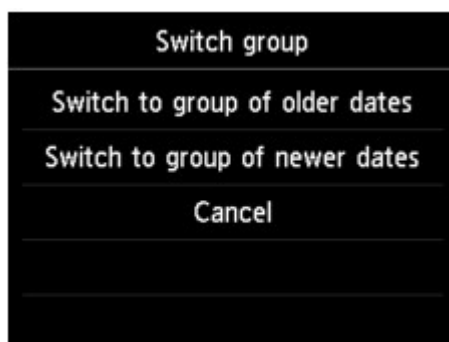 Switch group
Switch to group of older dates
Switch to group of newer dates
Cancel